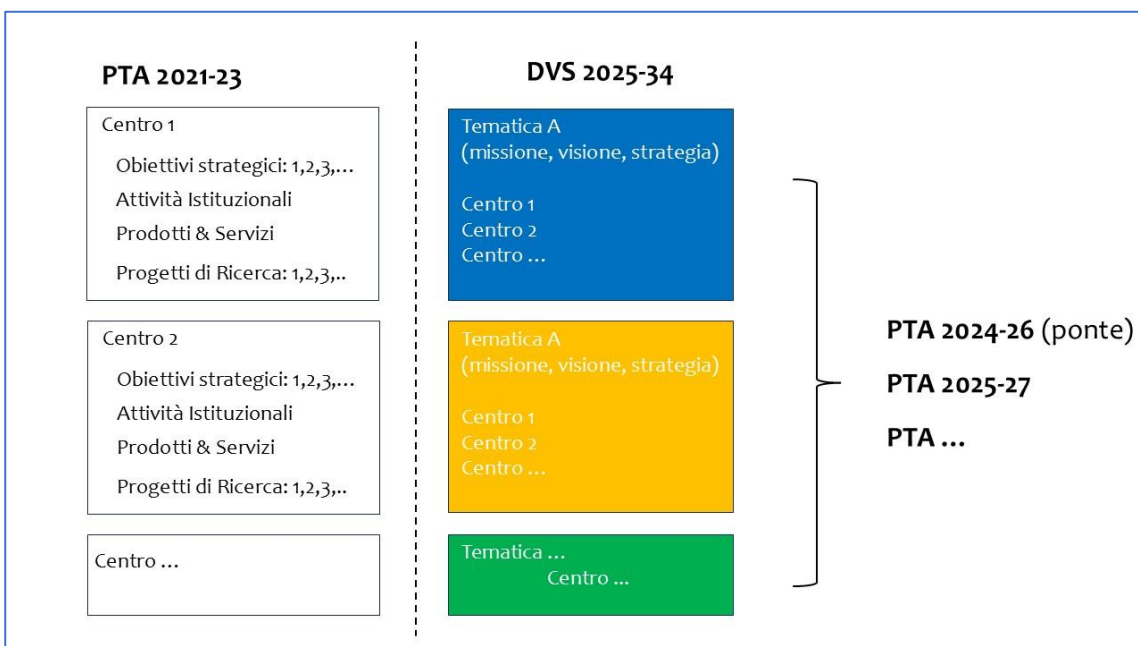 PTA 2021-23
Centro 1
Obiettivi strategici: 1,2,3,...
Attività Istituzionali
Prodotti & Servizi
Progetti di Ricerca: 1,2,3,..
Centro 2
Obiettivi strategici: 1,2,3,...
Attività Istituzionali
Prodotti & Servizi
Progetti di Ricerca: 1,2,3,..
Centro ...
DVS 2025-34
Tematica A
(missione, visione, strategia)
Centro 1
Centro 2
Centro ...
Tematica A
(missione, visione, strategia)
Centro 1
Centro 2
Centro ...
Tematica ...
Centro ...
PTA 2024-26 (ponte)
PTA 2025-27
PTA ...